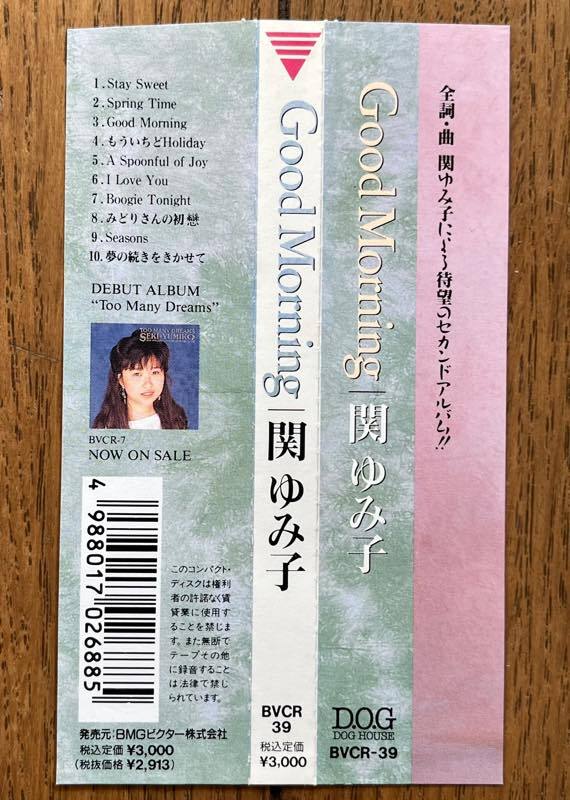 1. Stay Sweet
2. Spring Time
3. Good Morning
4. もういちどHoliday
5. A Spoonful of Joy
6. I Love You
7. Boogie Tonight
8. みどりさんの初戀
9. Seasons
10. 夢の続きをきかせて
DEBUT ALBUM
"Too Many Dreams"
TOO MANY DREAMS
SEKI-YUMIKO
BVCR-7
NOW ON SALE
4988017026885
このコンパクト・
ディスクは権利
者の許諾なく賃
貸業に使用す
ることを禁じま
す。また無断で
テープその他
に録音すること
は法律で禁じ
られています。
発売元:BMGビクター株式会社
税込定価 ¥3,000
(税抜価格 ¥2,913)
Good Morning | 関 ゆみ子
BVCR
39
税込定価
¥3,000
Good Morning | 関 ゆみ子
D.O.G
DOG HOUSE
BVCR-39
全詞・曲 関ゆみ子による待望のセカンドアルバム!!